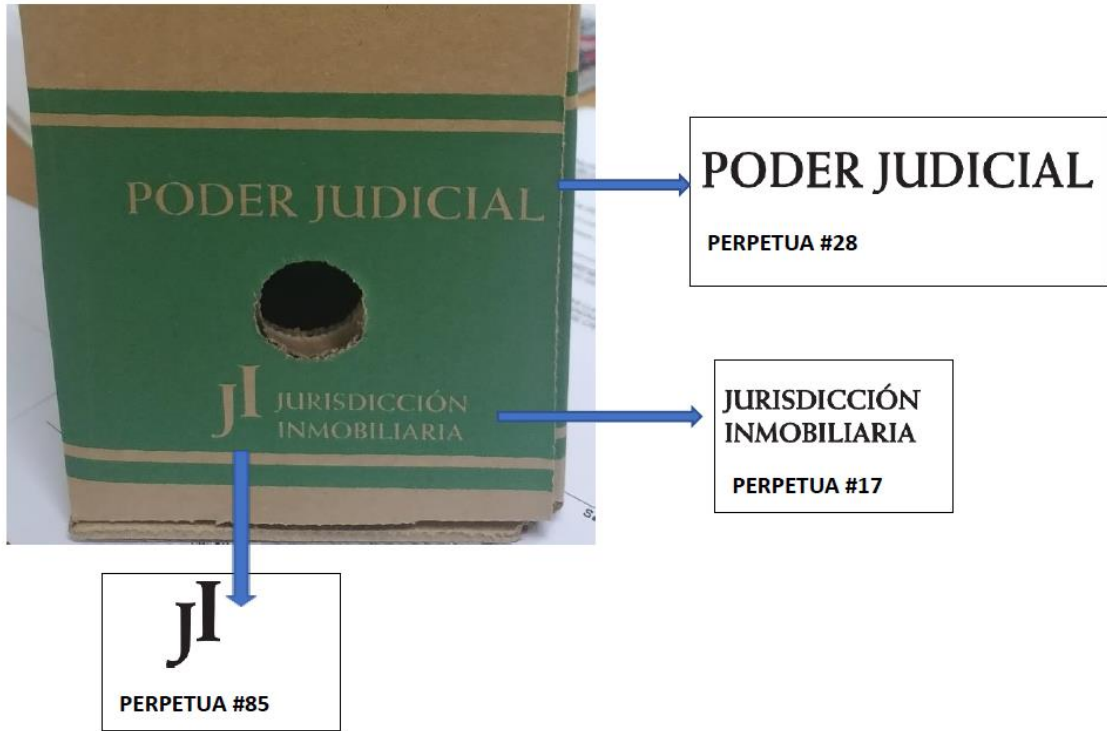 PODER JUDICIAL
JI JURISDICCIÓN
INMOBILIARIA
PODER JUDICIAL
PERPETUA #28
JURISDICCIÓN
INMOBILIARIA
PERPETUA #17
JI
PERPETUA #85